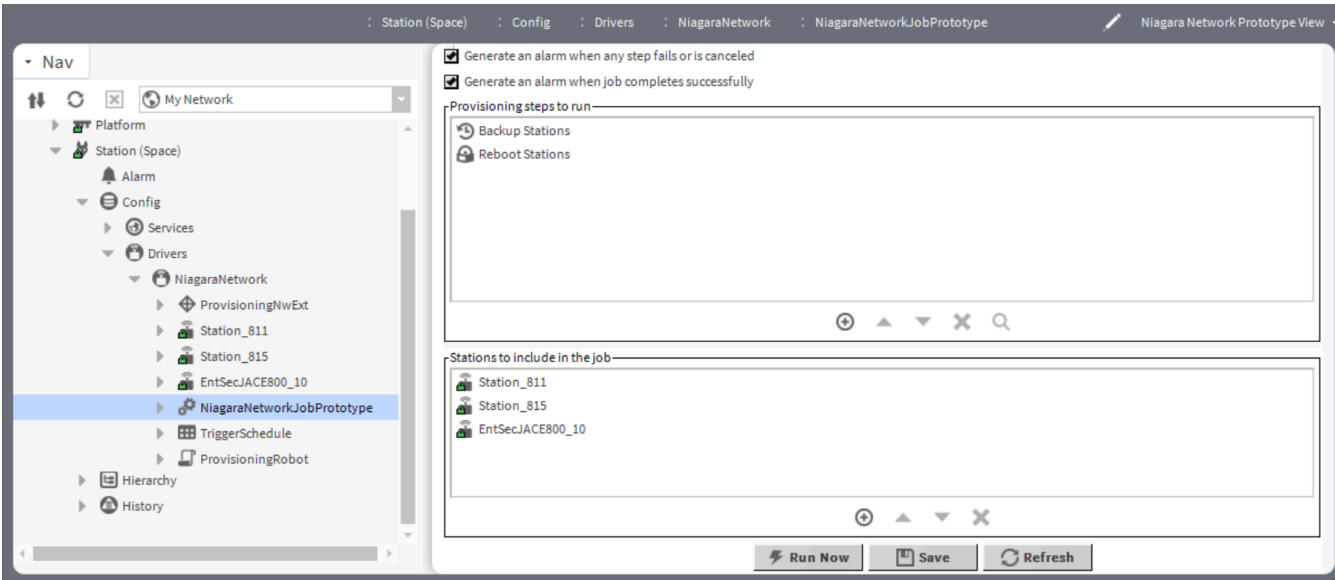 : Station (Space) : Config : Drivers : NiagaraNetwork : NiagaraNetworkJobPrototype Niagara Network Prototype View
Nav
My Network
Platform
Station (Space)
Alarm
Config
Services
Drivers
NiagaraNetwork
ProvisioningNwExt
Station_811
Station_815
EntSecJACE800_10
NiagaraNetworkJobPrototype
TriggerSchedule
ProvisioningRobot
Hierarchy
History
Generate an alarm when any step fails or is canceled
Generate an alarm when job completes successfully
Provisioning steps to run
Backup Stations
Reboot Stations
Stations to include in the job
Station_811
Station_815
EntSecJACE800_10
Run Now Save Refresh